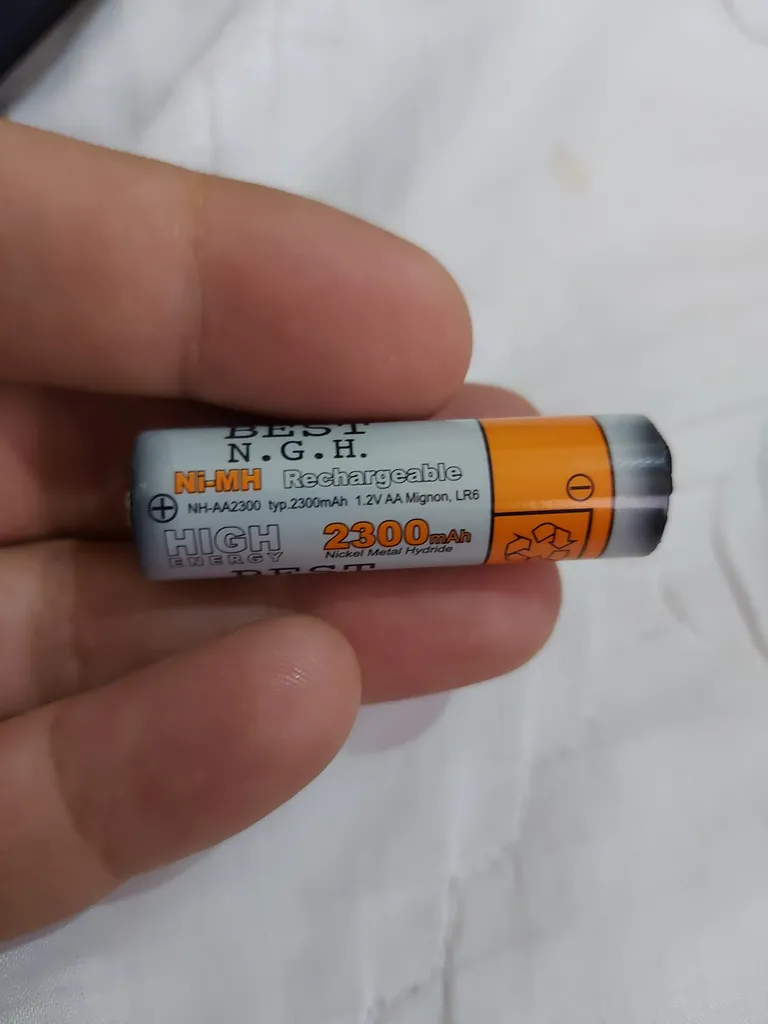 BEST
N.G.H.
Ni-MH Rechargeable
NH-AA2300 typ.2300mAh 1.2V AA Mignon, LR6
HIGH ENERGY
2300mAh
Nickel Metal Hydride
BEST